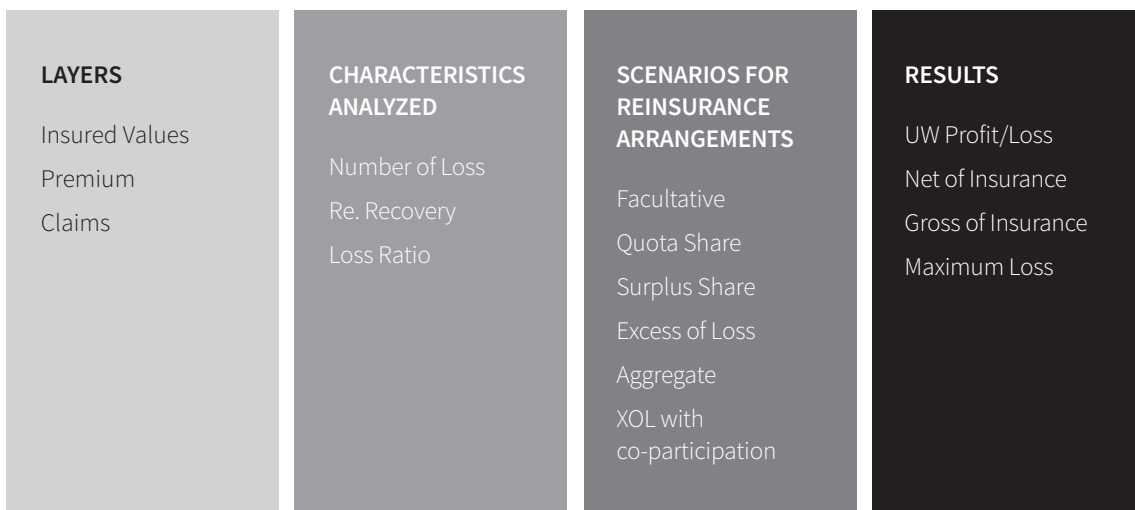 LAYERS
Insured Values
Premium
Claims
CHARACTERISTICS
ANALYZED
Number of Loss
Re. Recovery
Loss Ratio
SCENARIOS FOR
REINSURANCE
ARRANGEMENTS
Facultative
Quota Share
Surplus Share
Excess of Loss
Aggregate
XOL with
co-participation
RESULTS
UW Profit/Loss
Net of Insurance
Gross of Insurance
Maximum Loss